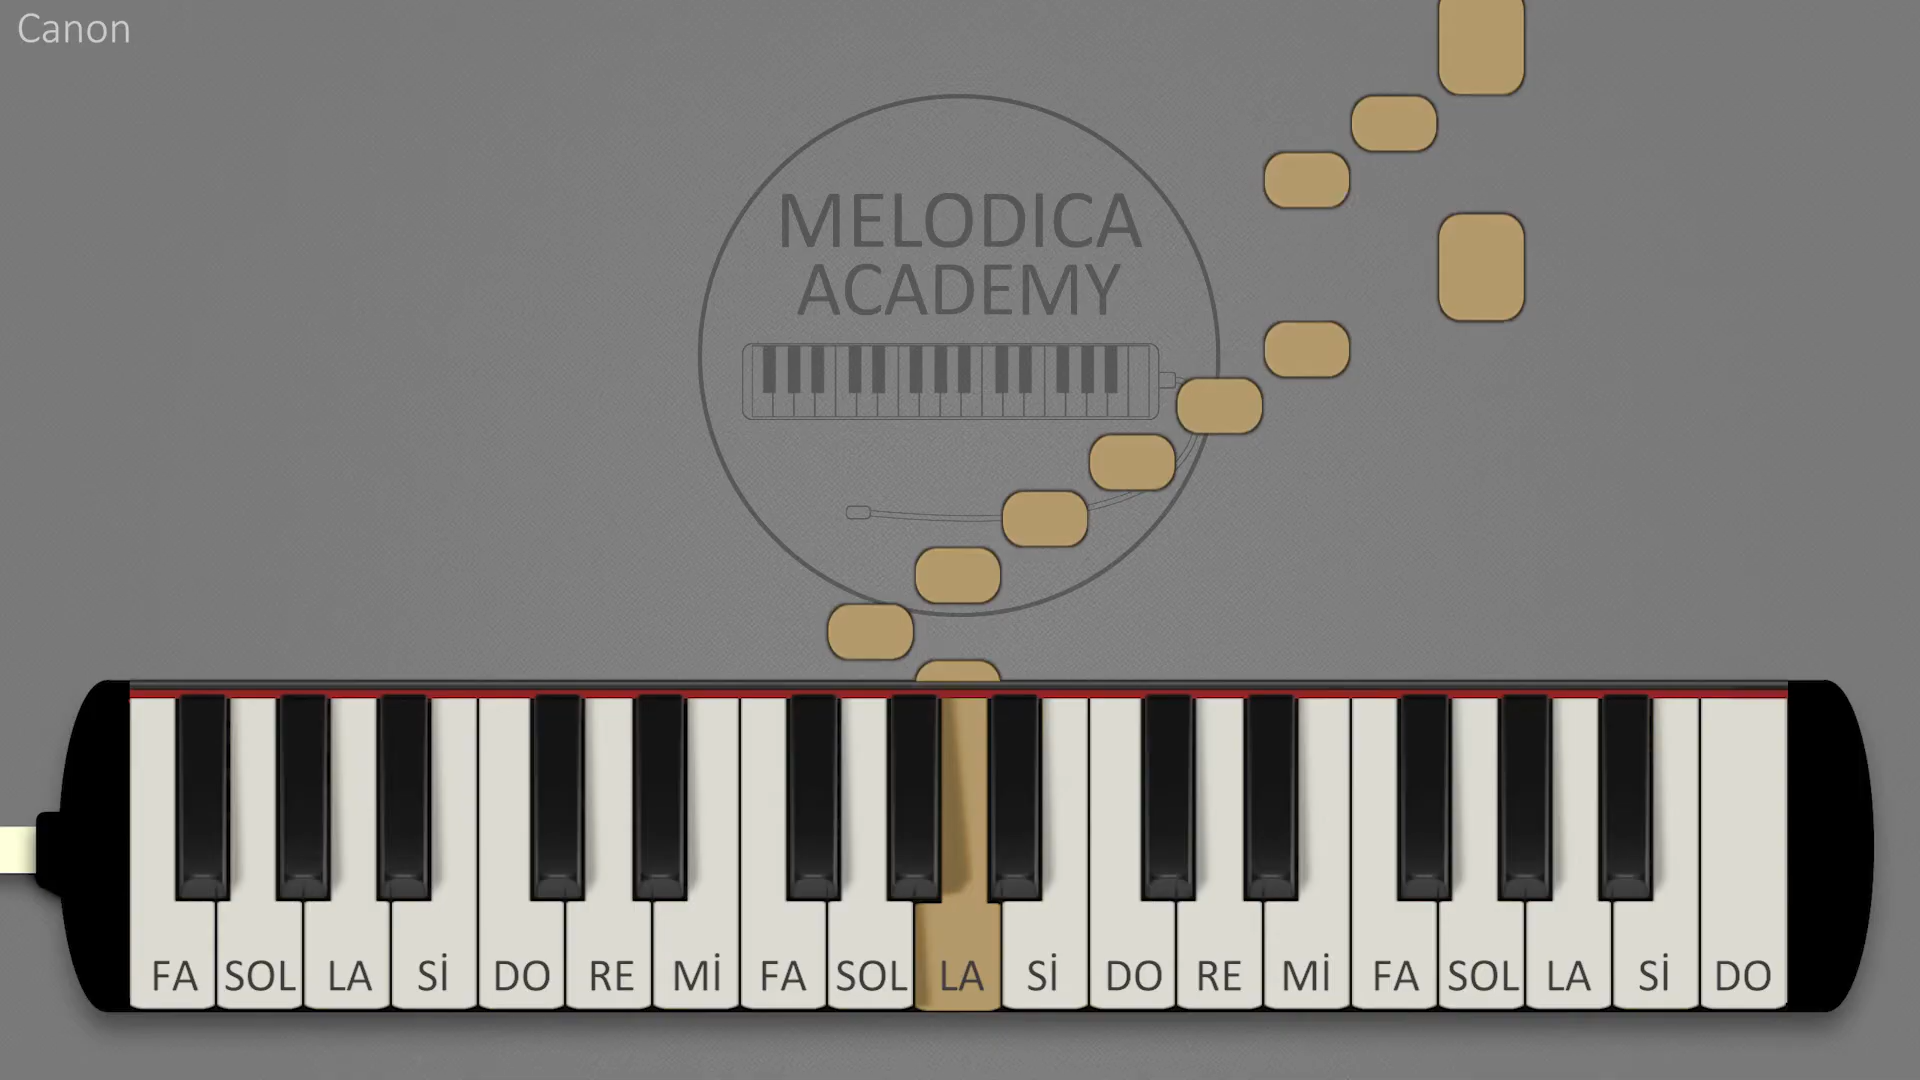 Canon
MELODICA
ACADEMY
FA SOL LA Sİ DO RE Mİ FA SOL LA Sİ DO RE Mİ FA SOL LA Sİ DO